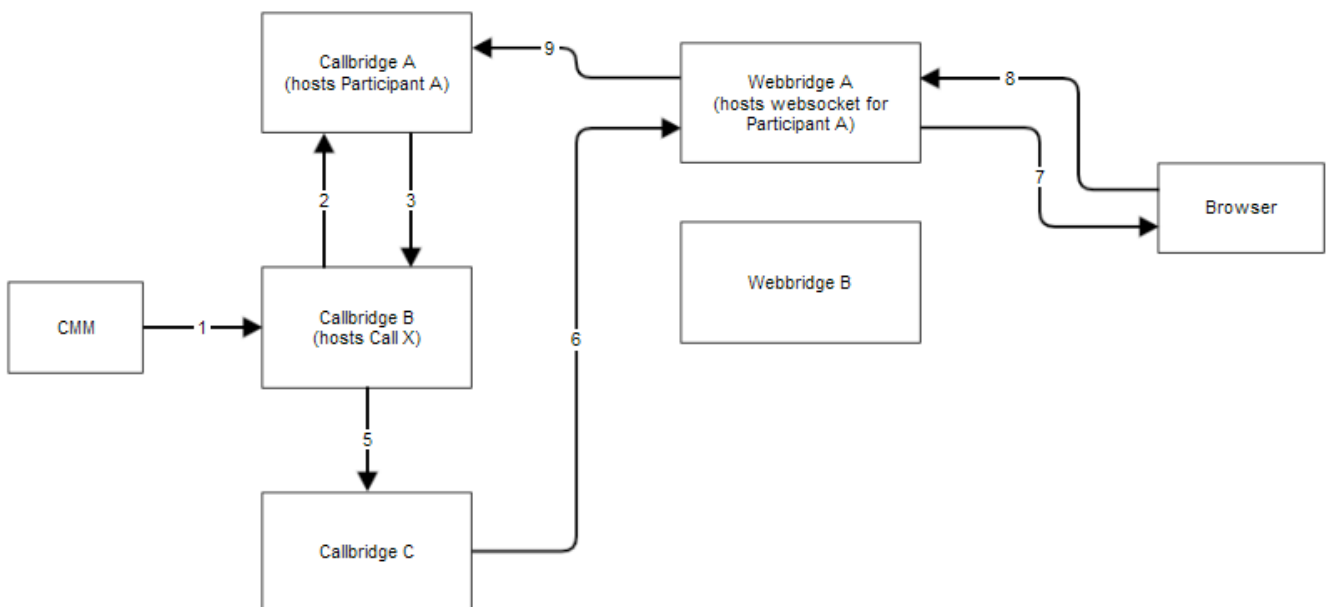 Callbridge A
(hosts Participant A)
9
Webbridge A
(hosts websocket for
Participant A)
8
2
3
7
Browser
Webbridge B
CMM
1
Callbridge B
(hosts Call X)
6
5
Callbridge C